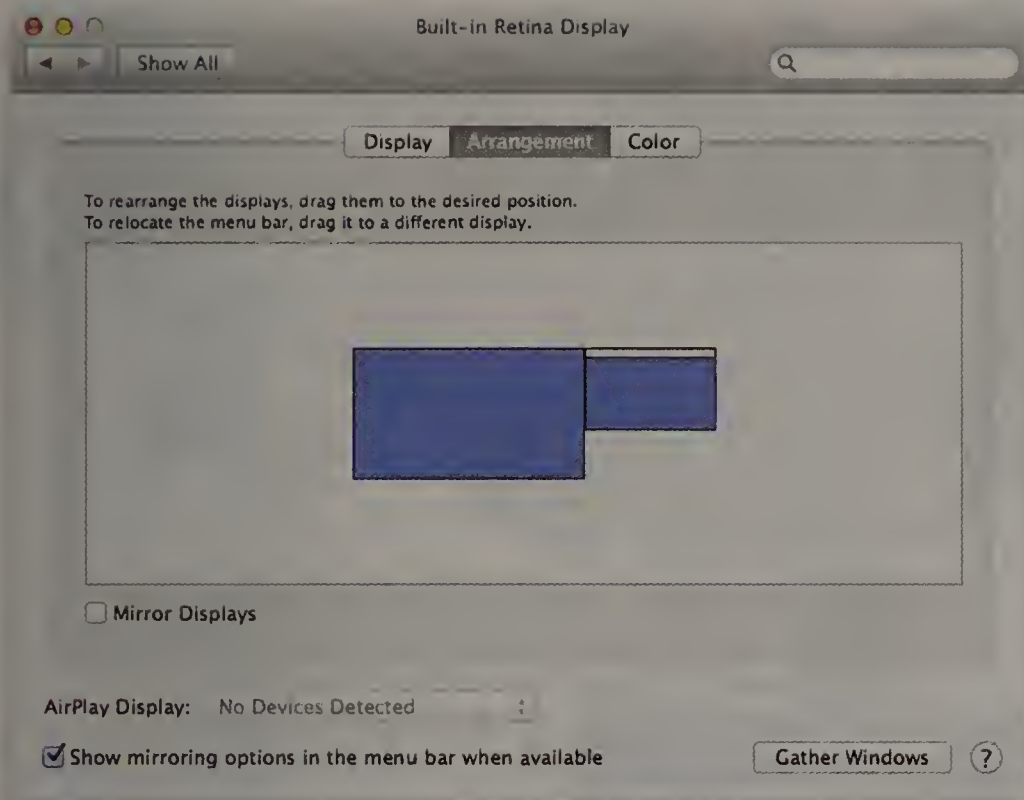 Built-in Retina Display
Show All
Display Arrangement Color
To rearrange the displays, drag them to the desired position.
To relocate the menu bar, drag it to a different display.
Mirror Displays
AirPlay Display: No Devices Detected
Show mirroring options in the menu bar when available
Gather Windows ?